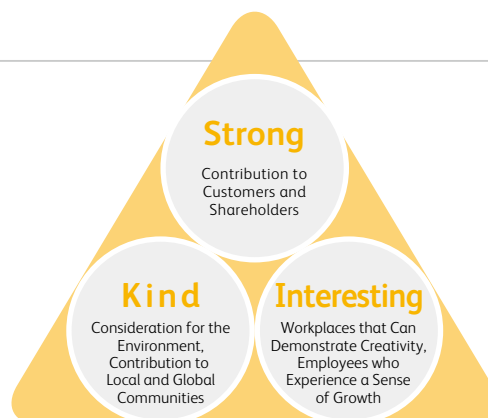 Strong
Contribution to
Customers and
Shareholders
Kind
Consideration for the
Environment,
Contribution to
Local and Global
Communities
Interesting
Workplaces that Can
Demonstrate Creativity,
Employees who
Experience a Sense
of Growth